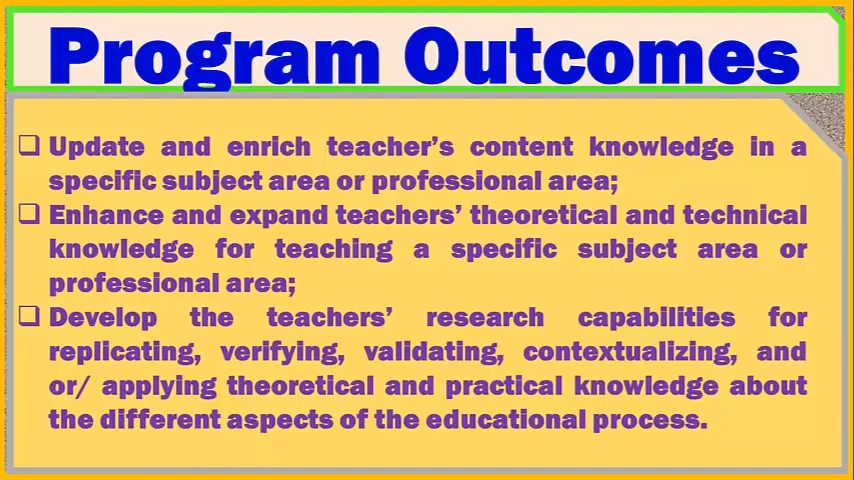 Program Outcomes
❑ Update and enrich teacher's content knowledge in a
specific subject area or professional area;
❑ Enhance and expand teachers' theoretical and technical
knowledge for teaching a specific subject area or
professional area;
❑ Develop the teachers' research capabilities for
replicating, verifying, validating, contextualizing, and
or/ applying theoretical and practical knowledge about
the different aspects of the educational process.